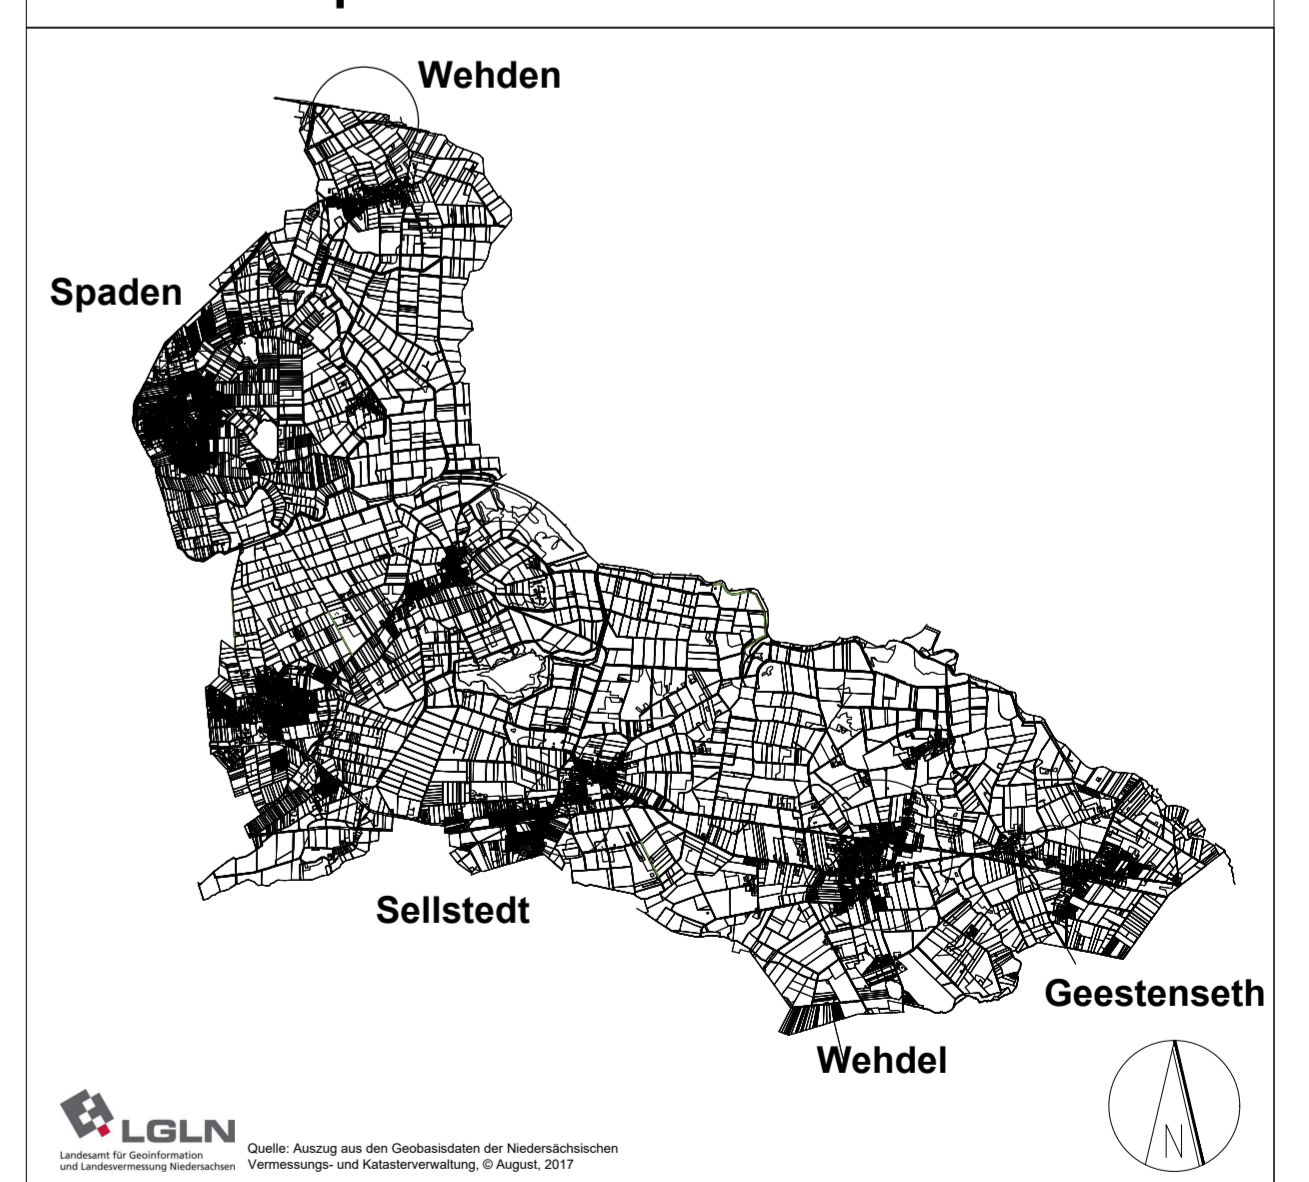 Wehden
Spaden
Sellstedt
Geestenseth
Wehdel
N
LGLN
Landesamt für Geoinformation
und Landesvermessung Niedersachsen
Quelle: Auszug aus den Geobasisdaten der Niedersächsischen
Vermessungs- und Katasterverwaltung, © August, 2017